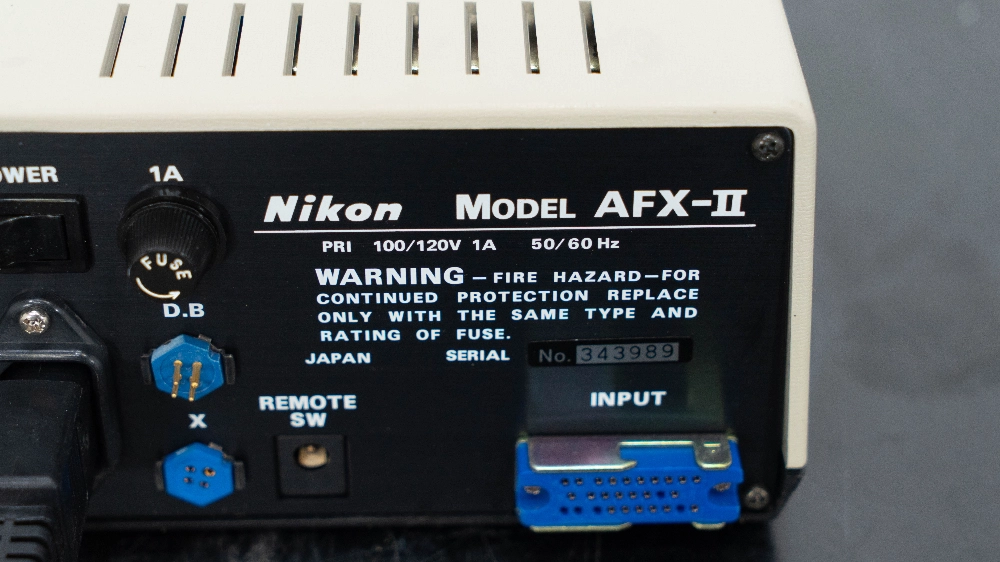 OWER
1A
FUSE
D.B
X
REMOTE
SW
Nikon MODEL AFX-II
PRI 100/120V 1A 50/60 Hz
WARNING – FIRE HAZARD – FOR
CONTINUED PROTECTION REPLACE
ONLY WITH THE SAME TYPE AND
RATING OF FUSE.
JAPAN SERIAL No. 343989
INPUT